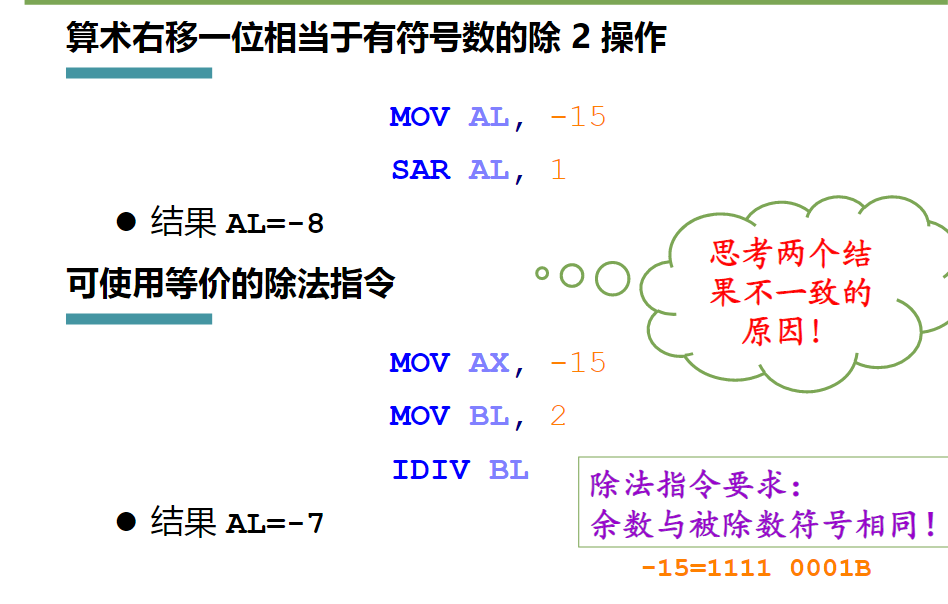 算术右移一位相当于有符号数的除 2 操作
MOV AL, -15
SAR AL, 1
● 结果 AL=-8
可使用等价的除法指令
思考两个结
果不一致的
原因！
MOV AX, -15
MOV BL, 2
IDIV BL
● 结果 AL=-7
除法指令要求：
余数与被除数符号相同！
-15=1111 0001B